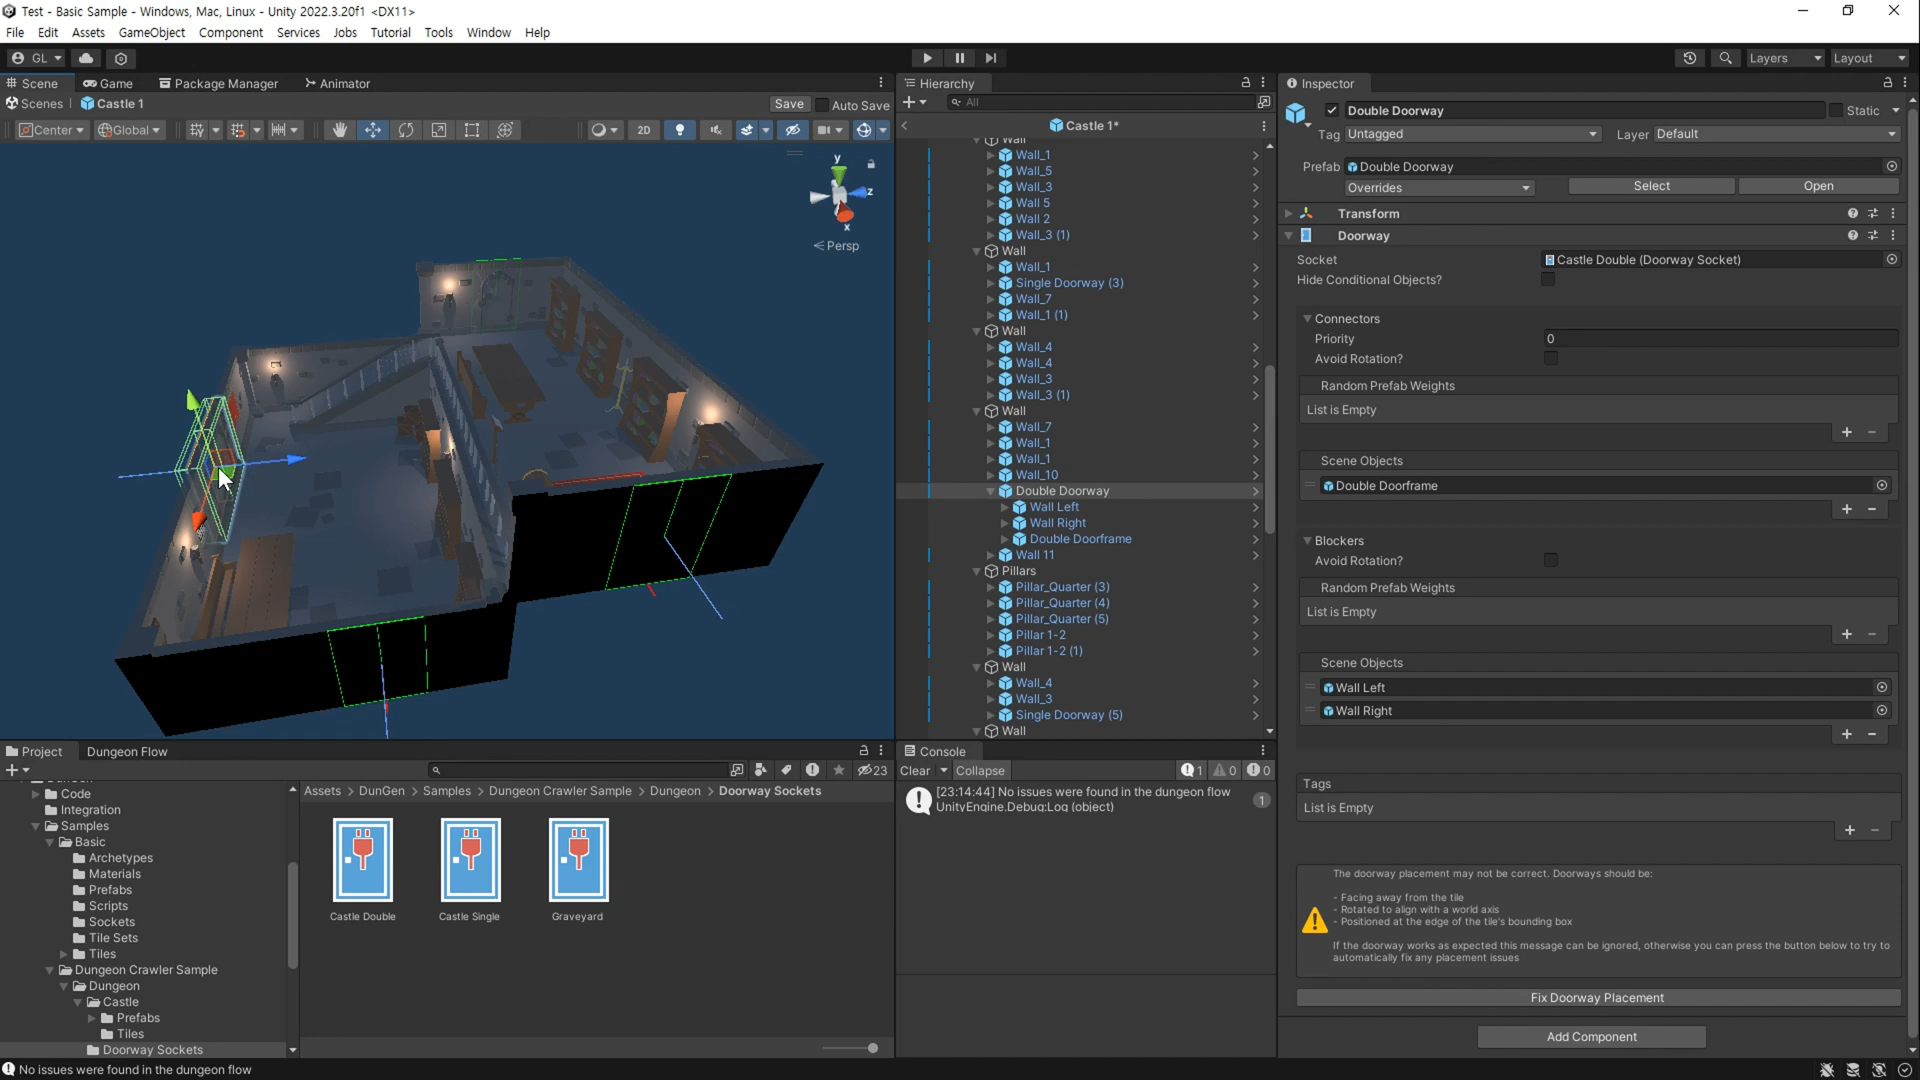 Test - Basic Sample - Windows, Mac, Linux - Unity 2022.3.20f1 <DX11>
File Edit Assets GameObject Component Services Jobs Tutorial Tools Window Help
GL
Layers Layout
Scene Game Package Manager Animator
Scenes Castle 1 Save Auto Save
Center Global 2D
y
z
x
Persp
Hierarchy
All
Castle 1*
Wall
Wall_1
Wall_5
Wall_3
Wall 5
Wall 2
Wall_3 (1)
Wall
Wall_1
Single Doorway (3)
Wall_7
Wall_1 (1)
Wall
Wall_4
Wall_4
Wall_3
Wall_3 (1)
Wall
Wall_7
Wall_1
Wall_1
Wall_10
Double Doorway
Wall Left
Wall Right
Double Doorframe
Wall 11
Pillars
Pillar_Quarter (3)
Pillar_Quarter (4)
Pillar_Quarter (5)
Pillar 1-2
Pillar 1-2 (1)
Wall
Wall_4
Wall_3
Single Doorway (5)
Wall
Inspector
Double Doorway Static
Tag Untagged Layer Default
Prefab Double Doorway
Overrides Select Open
Transform
Doorway
Socket Castle Double (Doorway Socket)
Hide Conditional Objects?
Connectors
Priority 0
Avoid Rotation?
Random Prefab Weights
List is Empty
Scene Objects
Double Doorframe
Blockers
Avoid Rotation?
Random Prefab Weights
List is Empty
Scene Objects
Wall Left
Wall Right
Tags
List is Empty
The doorway placement may not be correct. Doorways should be:
- Facing away from the tile
- Rotated to align with a world axis
- Positioned at the edge of the tile's bounding box
If the doorway works as expected this message can be ignored, otherwise you can press the button below to try to
automatically fix any placement issues
Fix Doorway Placement
Add Component
Project Dungeon Flow
23
Code
Integration
Samples
Basic
Archetypes
Materials
Prefabs
Scripts
Sockets
Tile Sets
Tiles
Dungeon Crawler Sample
Dungeon
Castle
Prefabs
Tiles
Doorway Sockets
Assets > DunGen > Samples > Dungeon Crawler Sample > Dungeon > Doorway Sockets
Castle Double Castle Single Graveyard
Console
Clear Collapse 1 0 0
[23:14:44] No issues were found in the dungeon flow
UnityEngine.Debug:Log (object)
1
No issues were found in the dungeon flow